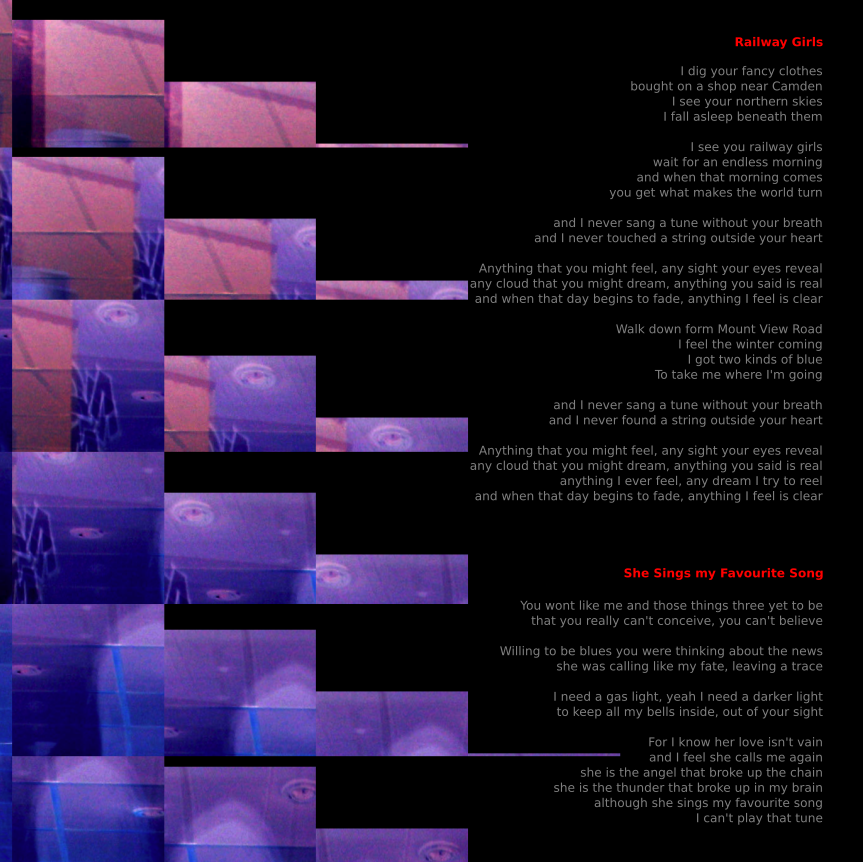 Railway Girls
I dig your fancy clothes
bought on a shop near Camden
I see your northern skies
I fall asleep beneath them
I see you railway girls
wait for an endless morning
and when that morning comes
you get what makes the world turn
and I never sang a tune without your breath
and I never touched a string outside your heart
Anything that you might feel, any sight your eyes reveal
any cloud that you might dream, anything you said is real
and when that day begins to fade, anything I feel is clear
Walk down form Mount View Road
I feel the winter coming
I got two kinds of blue
To take me where I'm going
and I never sang a tune without your breath
and I never found a string outside your heart
Anything that you might feel, any sight your eyes reveal
any cloud that you might dream, anything you said is real
anything I ever feel, any dream I try to reel
and when that day begins to fade, anything I feel is clear
She Sings my Favourite Song
You wont like me and those things three yet to be
that you really can't conceive, you can't believe
Willing to be blues you were thinking about the news
she was calling like my fate, leaving a trace
I need a gas light, yeah I need a darker light
to keep all my bells inside, out of your sight
For I know her love isn't vain
and I feel she calls me again
she is the angel that broke up the chain
she is the thunder that broke up in my brain
although she sings my favourite song
I can't play that tune